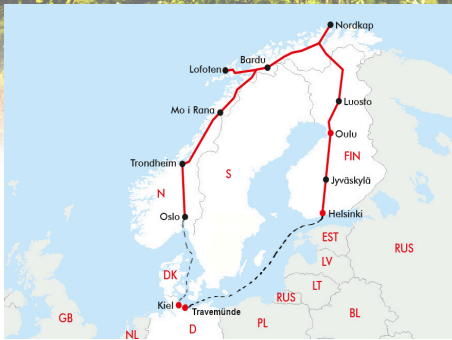 Nordkap
Bardu
Lofoten
Luosto
Mo i Rana
Oulu
FIN
Trondheim
S
Jyväskylä
N
Oslo
Helsinki
EST
RUS
LV
DK
LT
RUS
BL
Kiel
Travemünde
GB
NL
D
PL